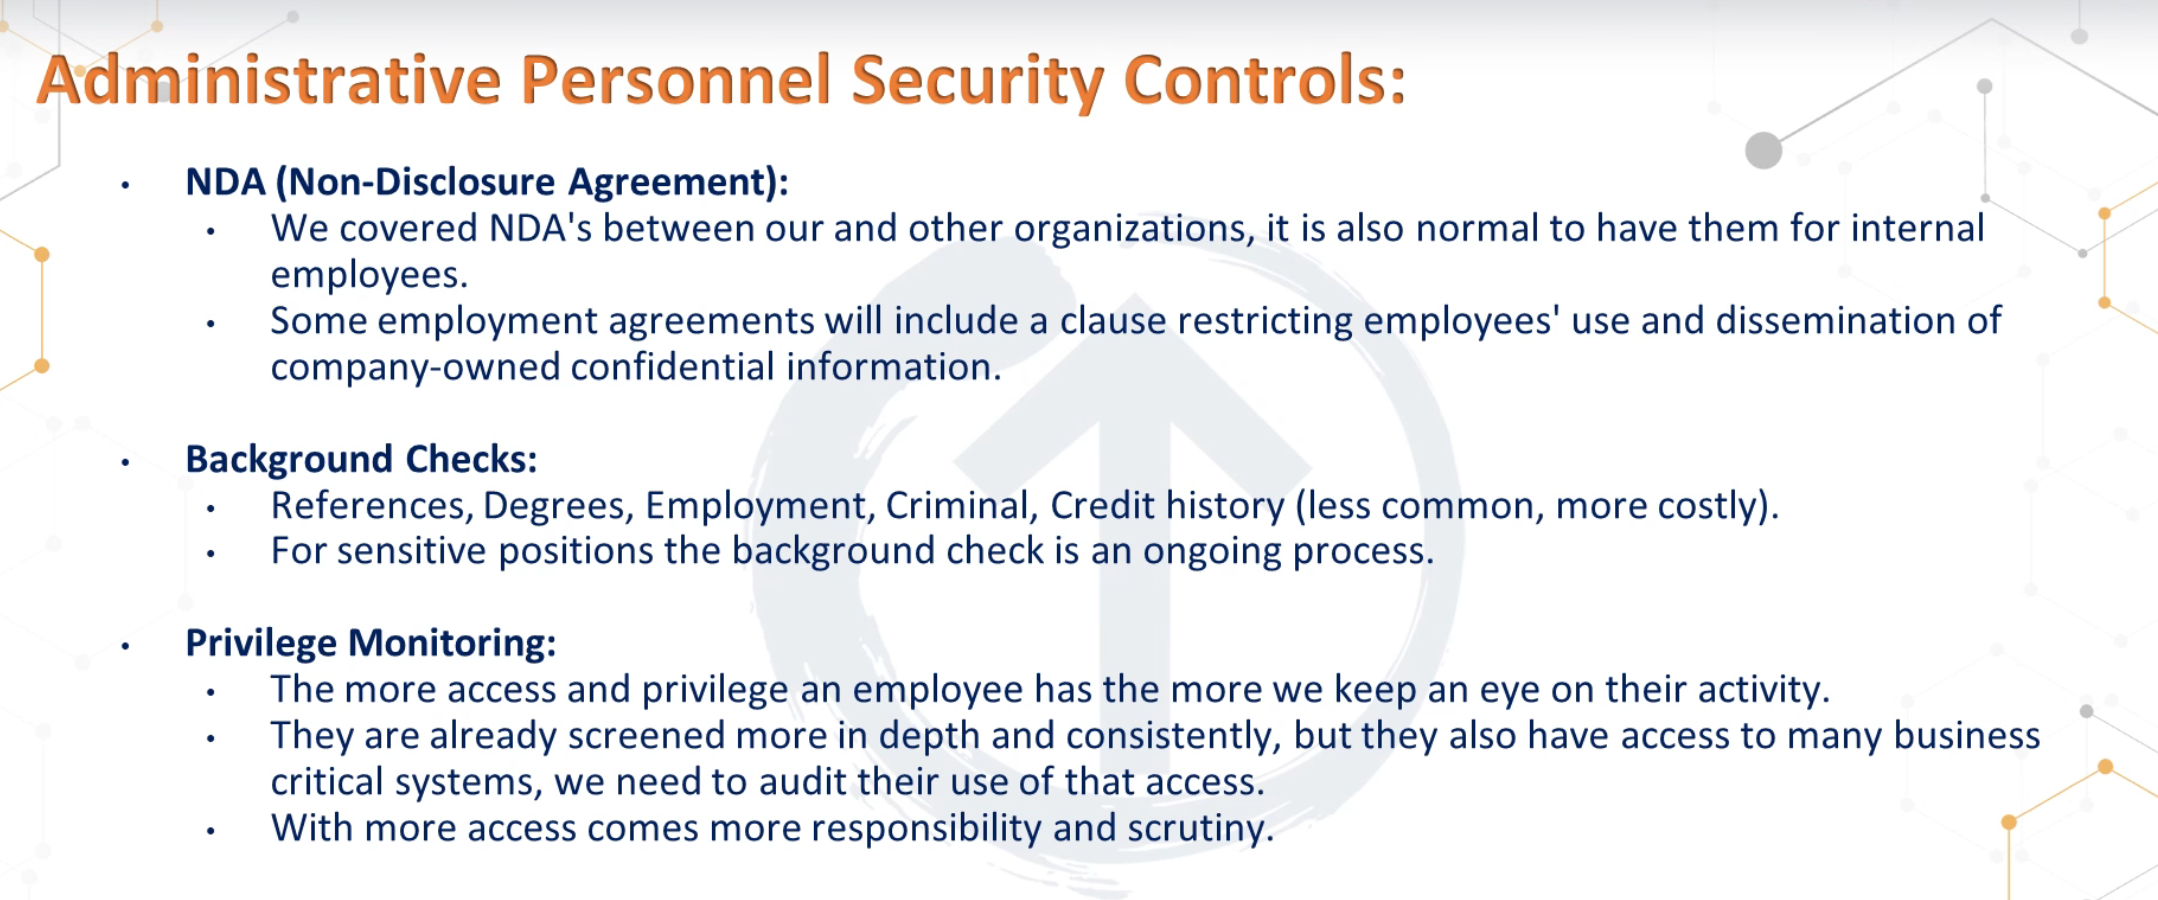 Administrative Personnel Security Controls:
• NDA (Non-Disclosure Agreement):
• We covered NDA's between our and other organizations, it is also normal to have them for internal
employees.
• Some employment agreements will include a clause restricting employees' use and dissemination of
company-owned confidential information.
• Background Checks:
• References, Degrees, Employment, Criminal, Credit history (less common, more costly).
• For sensitive positions the background check is an ongoing process.
• Privilege Monitoring:
• The more access and privilege an employee has the more we keep an eye on their activity.
• They are already screened more in depth and consistently, but they also have access to many business
critical systems, we need to audit their use of that access.
• With more access comes more responsibility and scrutiny.